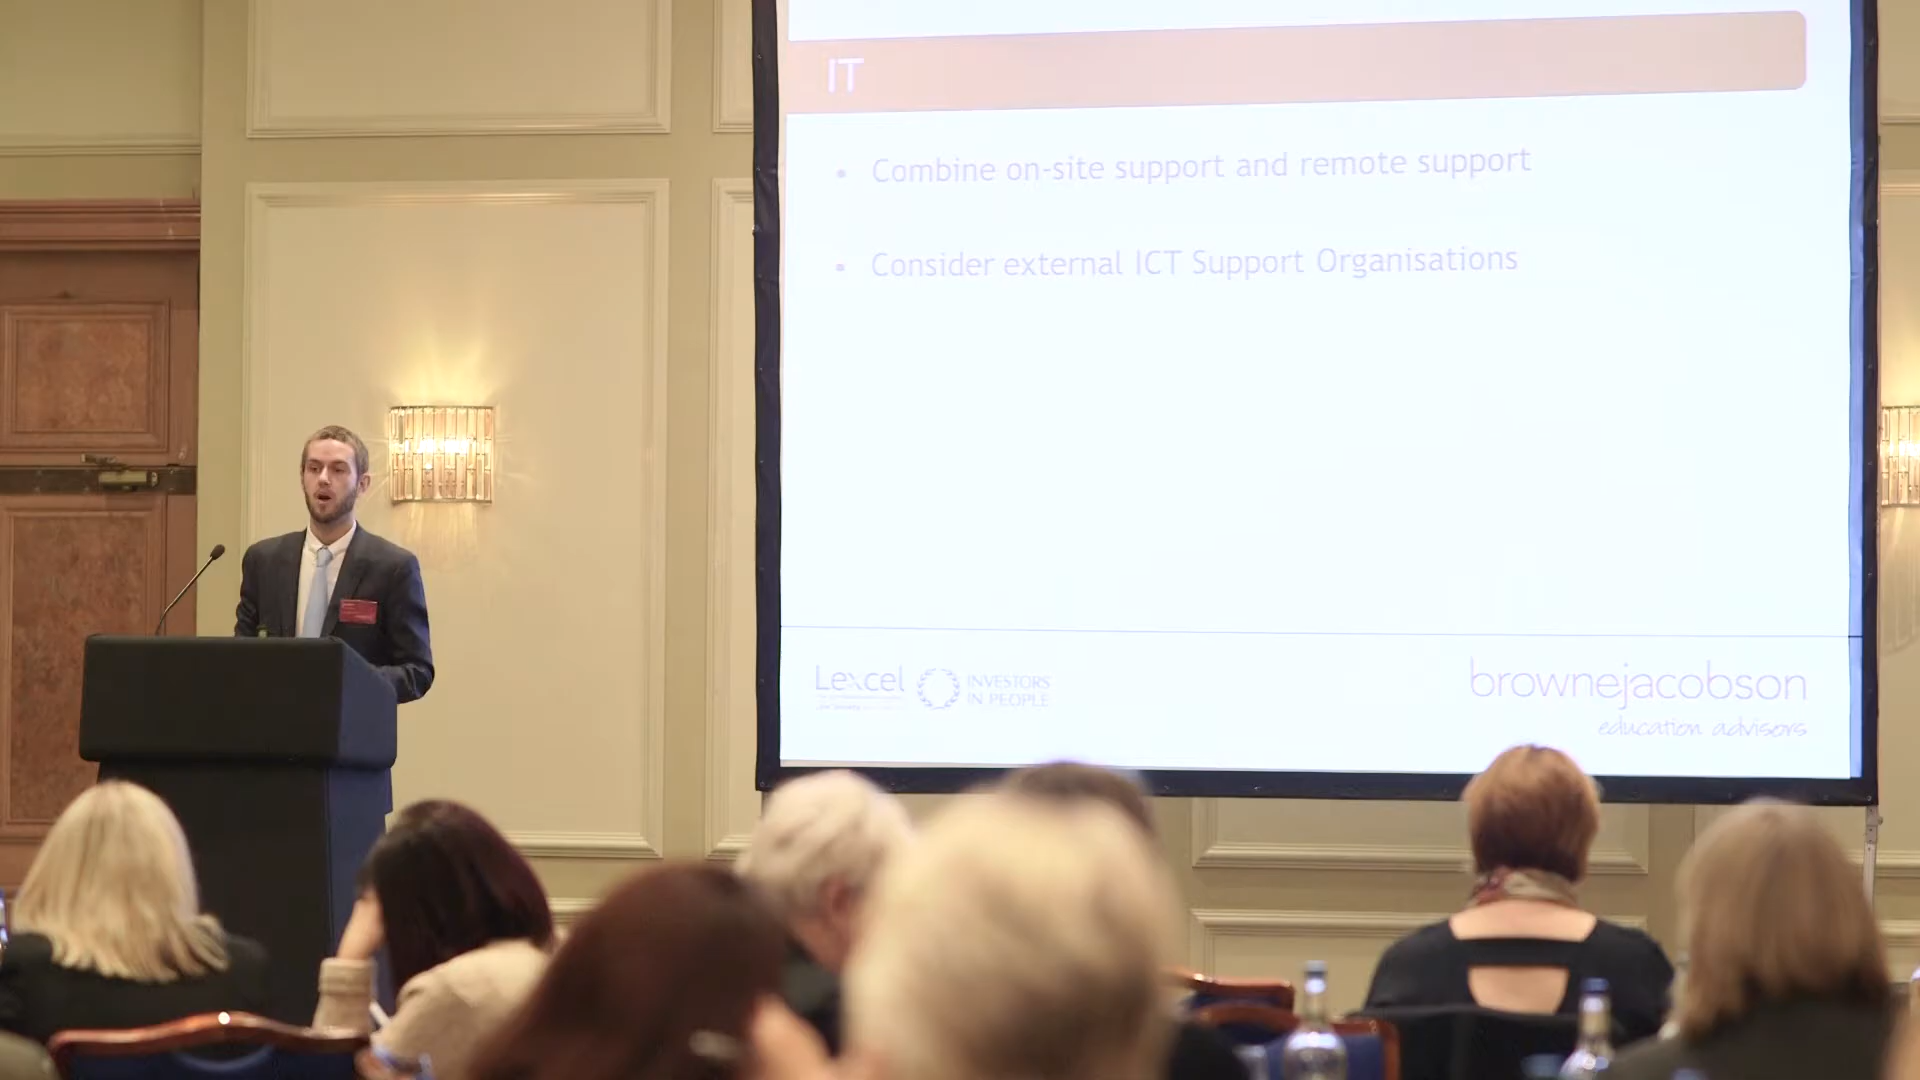 IT
• Combine on-site support and remote support
• Consider external ICT Support Organisations
Lexcel
INVESTORS
IN PEOPLE
brownejacobson
education advisors